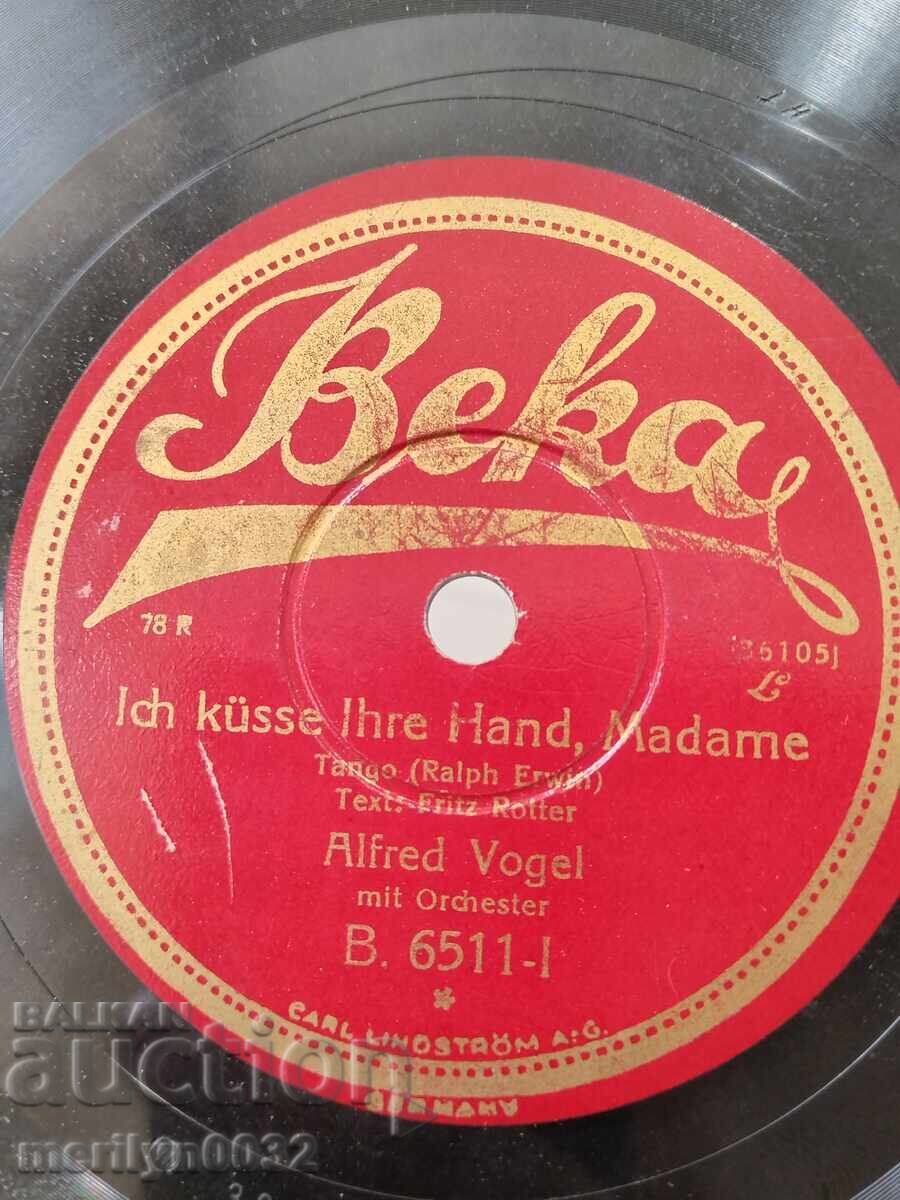 Beka
78 R
36105]
L
Ich küsse Ihre Hand, Madame
Tango (Ralph Erwin)
Text: Fritz Rotter
Alfred Vogel
mit Orchester
B. 6511-I
CARL LINDSTRÖM A.G.
GERMANY
BALKAN
auction
merilyn0032